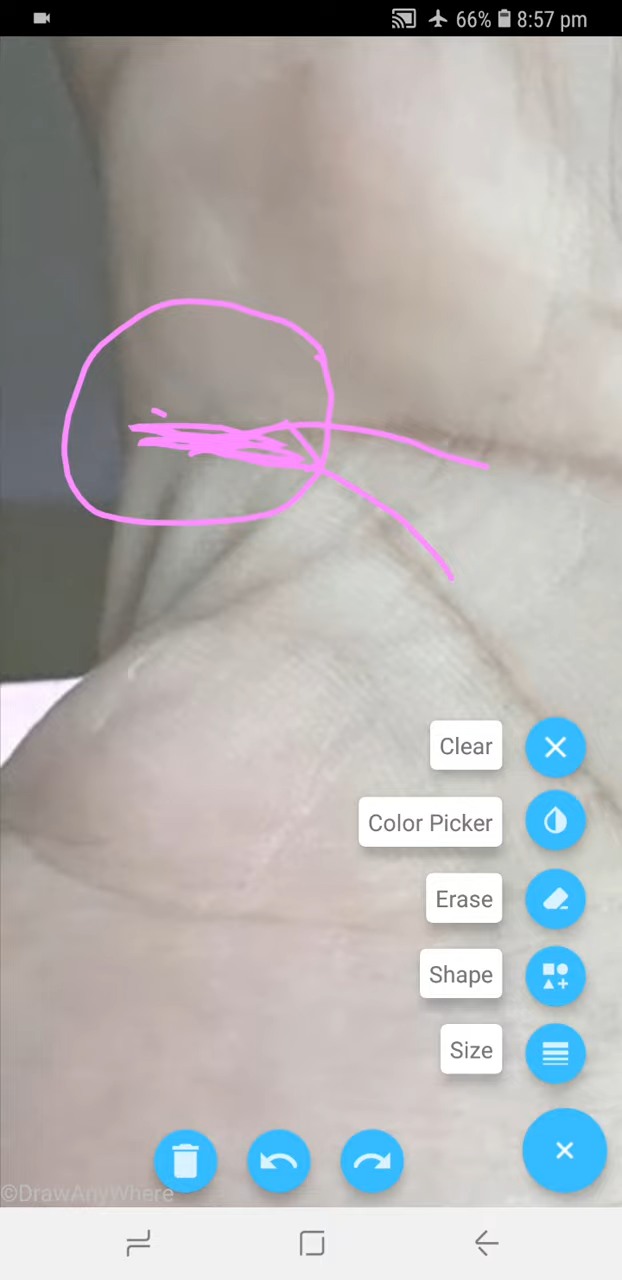 66% 8:57 pm
Clear
Color Picker
Erase
Shape
Size
©DrawAnyWhere